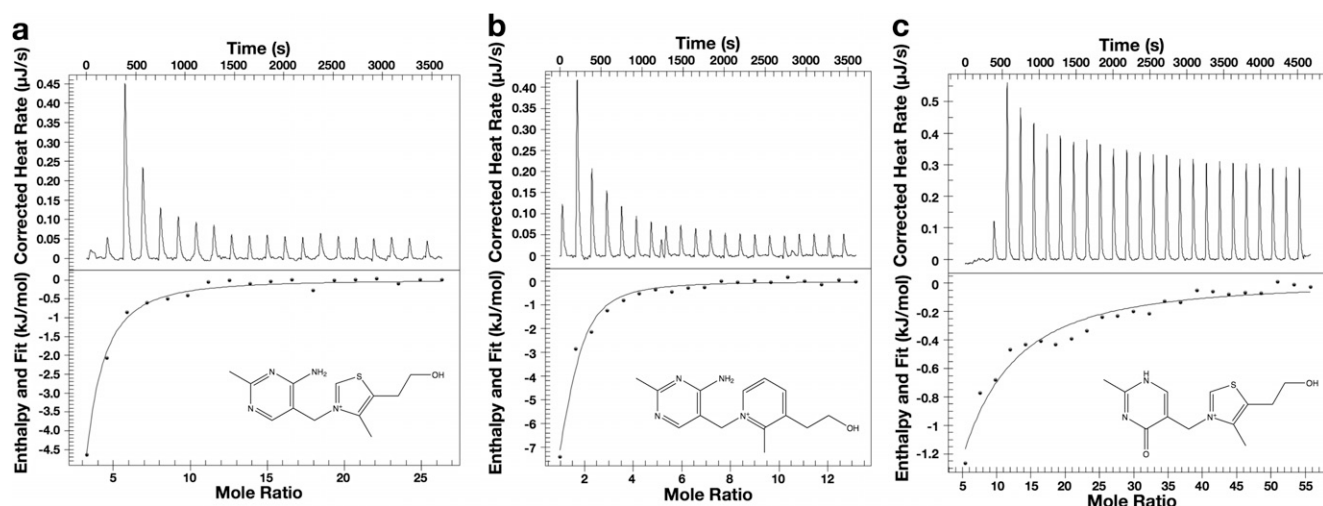 a
Time (s)
0 500 1000 1500 2000 2500 3000 3500
Corrected Heat Rate (µJ/s)
0.45
0.40
0.35
0.30
0.25
0.20
0.15
0.10
0.05
0
Enthalpy and Fit (kJ/mol)
0
-0.5
-1
-1.5
-2.0
-2.5
-3.0
-3.5
-4.0
-4.5
N
NH₂
N
N⁺
S
OH
5 10 15 20 25
Mole Ratio
b
Time (s)
0 500 1000 1500 2000 2500 3000 3500
Corrected Heat Rate (µJ/s)
0.40
0.35
0.30
0.25
0.20
0.15
0.10
0.05
0
Enthalpy and Fit (kJ/mol)
0
-1
-2
-3
-4
-5
-6
-7
N
NH₂
N
N⁺
OH
2 4 6 8 10 12
Mole Ratio
c
Time (s)
0 500 1000 1500 2000 2500 3000 3500 4000 4500
Corrected Heat Rate (µJ/s)
0.5
0.4
0.3
0.2
0.1
0
Enthalpy and Fit (kJ/mol)
0
-0.2
-0.4
-0.6
-0.8
-1
-1.2
H
N
N
O
N⁺
S
OH
5 10 15 20 25 30 35 40 45 50 55
Mole Ratio